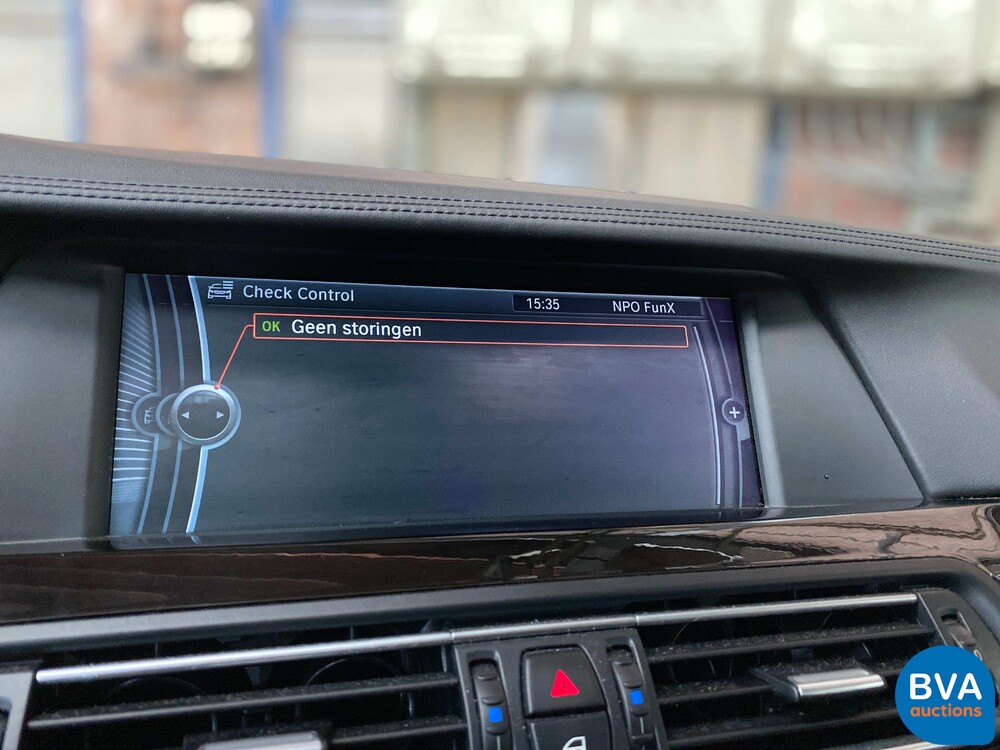 Check Control
15:35
NPO FunX
OK Geen storingen
BVA
auctions